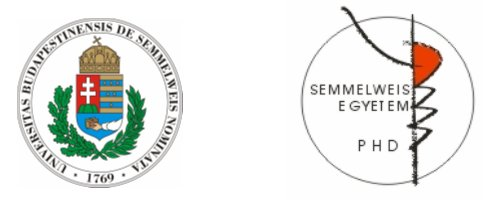 UNIVERSITAS BUDAPESTINENSIS DE SEMMELWEIS NOMINATA
· 1769 ·
SEMMELWEIS
EGYETEM
PHD